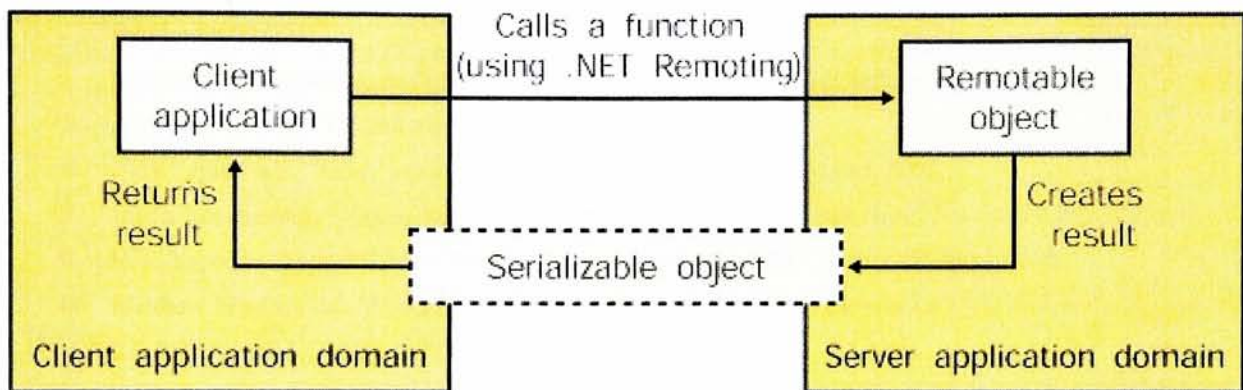 Calls a function
(using .NET Remoting)
Client
application
Remotable
object
Returns
result
Creates
result
Serializable object
Client application domain
Server application domain